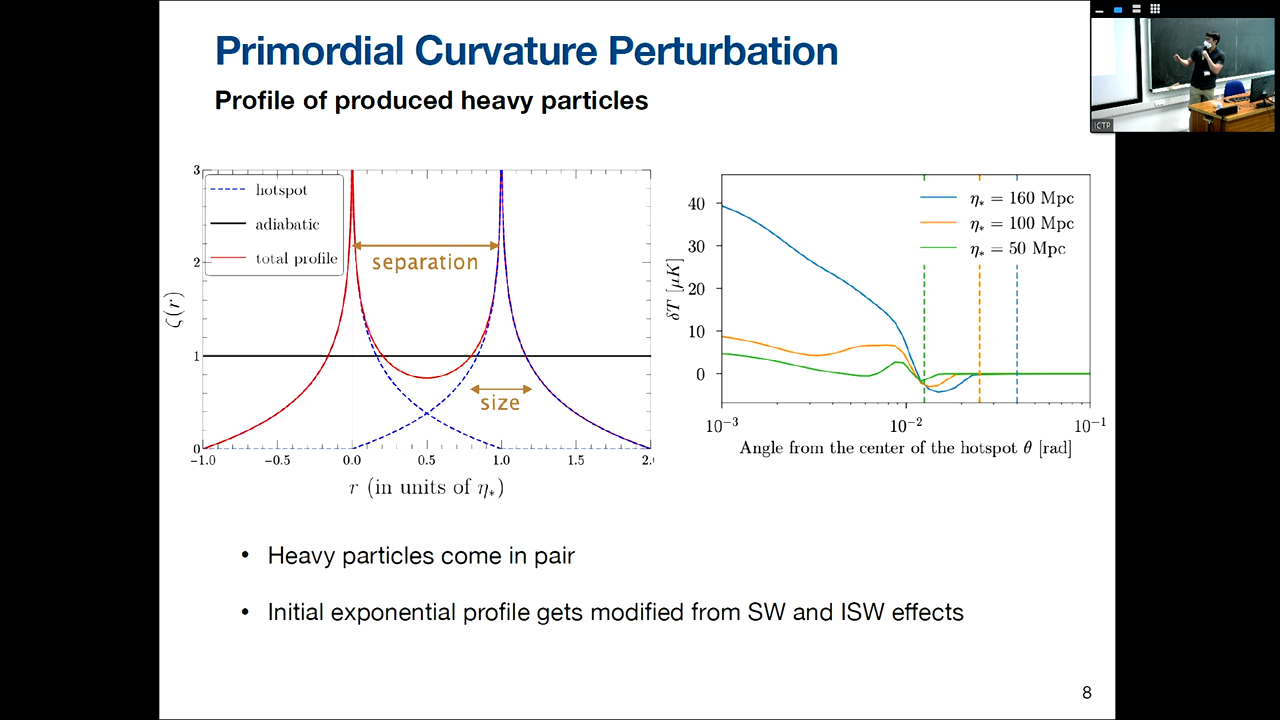 Primordial Curvature Perturbation
Profile of produced heavy particles
ICTP
3
2
1
0
ζ(r)
hotspot
adiabatic
total profile
separation
size
-1.0 -0.5 0.0 0.5 1.0 1.5 2.
r (in units of η*)
40
30
20
10
0
δT [μK]
η* = 160 Mpc
η* = 100 Mpc
η* = 50 Mpc
10⁻³ 10⁻² 10⁻¹
Angle from the center of the hotspot θ [rad]
• Heavy particles come in pair
• Initial exponential profile gets modified from SW and ISW effects
8